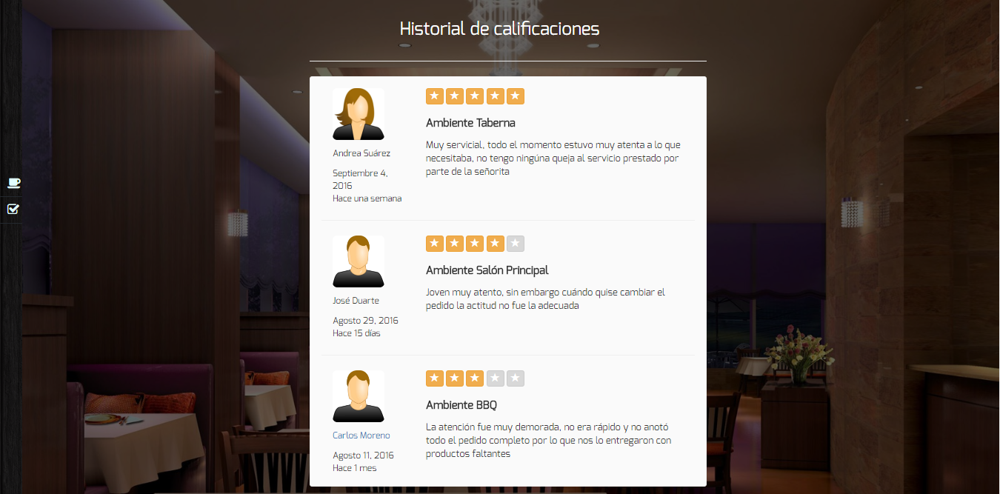 Historial de calificaciones
Ambiente Taberna
Muy servicial, todo el momento estuvo muy atenta a lo que
necesitaba, no tengo ningúna queja al servicio prestado por
parte de la señorita
Andrea Suárez
Septiembre 4,
2016
Hace una semana
Ambiente Salón Principal
Joven muy atento, sin embargo cuándo quise cambiar el
pedido la actitud no fue la adecuada
José Duarte
Agosto 29, 2016
Hace 15 días
Ambiente BBQ
La atención fue muy demorada, no era rápido y no anotó
todo el pedido completo por lo que nos lo entregaron con
productos faltantes
Carlos Moreno
Agosto 11, 2016
Hace 1 mes